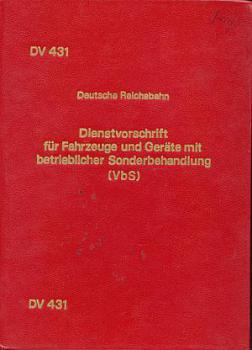 DV 431
Deutsche Reichsbahn
Dienstvorschrift
für Fahrzeuge und Geräte mit
betrieblicher Sonderbehandlung
(VbS)
DV 431